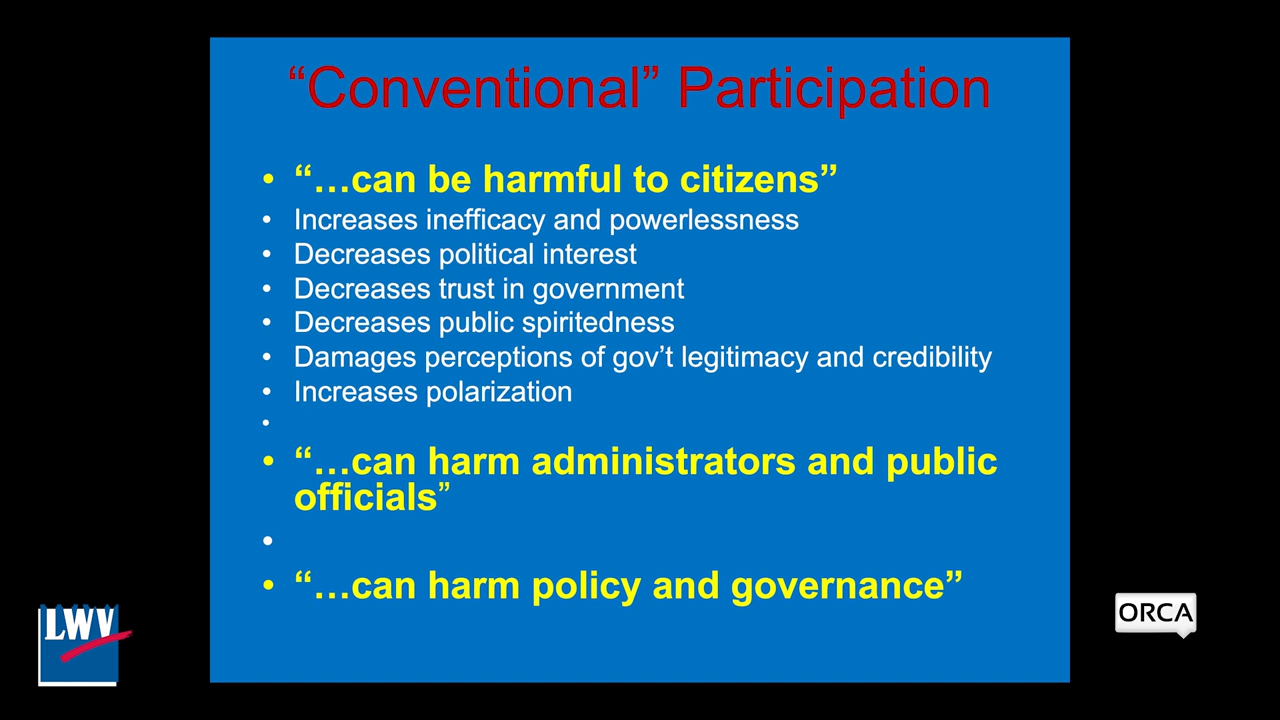 “Conventional” Participation
• “…can be harmful to citizens”
• Increases inefficacy and powerlessness
• Decreases political interest
• Decreases trust in government
• Decreases public spiritedness
• Damages perceptions of gov’t legitimacy and credibility
• Increases polarization
•
• “…can harm administrators and public
officials”
•
• “…can harm policy and governance”
LWV
ORCA